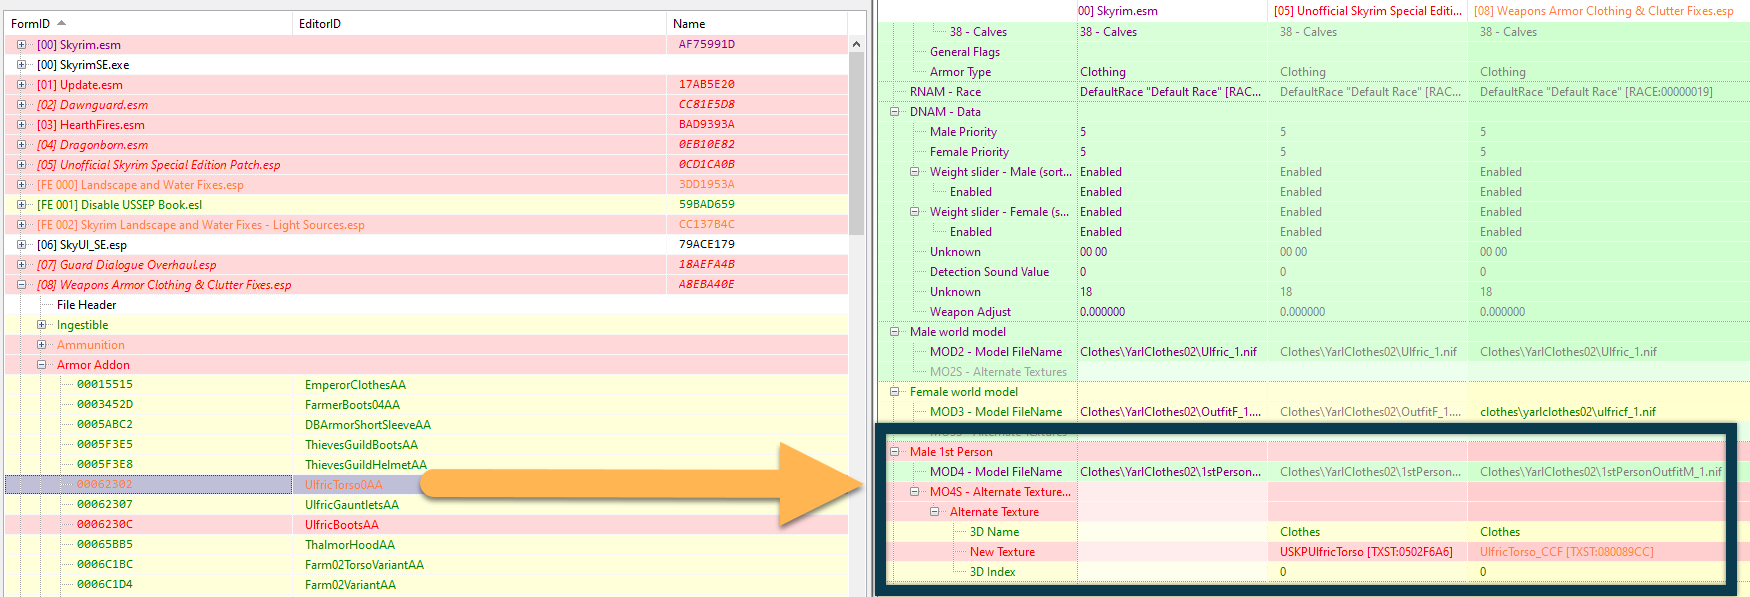 FormID EditorID Name
[00] Skyrim.esm AF75991D
[00] SkyrimSE.exe
[01] Update.esm 17AB5E20
[02] Dawnguard.esm CC81E5D8
[03] HearthFires.esm BAD9393A
[04] Dragonborn.esm 0EB10E82
[05] Unofficial Skyrim Special Edition Patch.esp 0CD1CA0B
[FE 000] Landscape and Water Fixes.esp 3DD1953A
[FE 001] Disable USSEP Book.esl 59BAD659
[FE 002] Skyrim Landscape and Water Fixes - Light Sources.esp CC137B4C
[06] SkyUI_SE.esp 79ACE179
[07] Guard Dialogue Overhaul.esp 18AEFA4B
[08] Weapons Armor Clothing & Clutter Fixes.esp A8EBA40E
File Header
Ingestible
Ammunition
Armor Addon
00015515 EmperorClothesAA
0003452D FarmerBoots04AA
0005ABC2 DBArmorShortSleeveAA
0005F3E5 ThievesGuildBootsAA
0005F3E8 ThievesGuildHelmetAA
00062302 UlfricTorso0AA
00062307 UlfricGauntletsAA
0006230C UlfricBootsAA
00065BB5 ThalmorHoodAA
0006C1BC Farm02TorsoVariantAA
0006C1D4 Farm02VariantAA
00] Skyrim.esm [05] Unofficial Skyrim Special Editi... [08] Weapons Armor Clothing & Clutter Fixes.esp
38 - Calves 38 - Calves 38 - Calves 38 - Calves
General Flags
Armor Type Clothing Clothing Clothing
RNAM - Race DefaultRace "Default Race" [RAC... DefaultRace "Default Race" [RAC... DefaultRace "Default Race" [RACE:00000019]
DNAM - Data
Male Priority 5 5 5
Female Priority 5 5 5
Weight slider - Male (sort... Enabled Enabled Enabled
Enabled Enabled Enabled Enabled
Weight slider - Female (s... Enabled Enabled Enabled
Enabled Enabled Enabled Enabled
Unknown 00 00 00 00 00 00
Detection Sound Value 0 0 0
Unknown 18 18 18
Weapon Adjust 0.000000 0.000000 0.000000
Male world model
MOD2 - Model FileName Clothes\YarlClothes02\Ulfric_1.nif Clothes\YarlClothes02\Ulfric_1.nif Clothes\YarlClothes02\Ulfric_1.nif
MO2S - Alternate Textures
Female world model
MOD3 - Model FileName Clothes\YarlClothes02\OutfitF_1.... Clothes\YarlClothes02\OutfitF_1.... clothes\yarlclothes02\ulfricf_1.nif
Male 1st Person
MOD4 - Model FileName Clothes\YarlClothes02\1stPerson... Clothes\YarlClothes02\1stPerson... Clothes\YarlClothes02\1stPersonOutfitM_1.nif
MO4S - Alternate Texture...
Alternate Texture
3D Name Clothes Clothes
New Texture USKPUlfricTorso [TXST:0502F6A6] UlfricTorso_CCF [TXST:080089CC]
3D Index 0 0